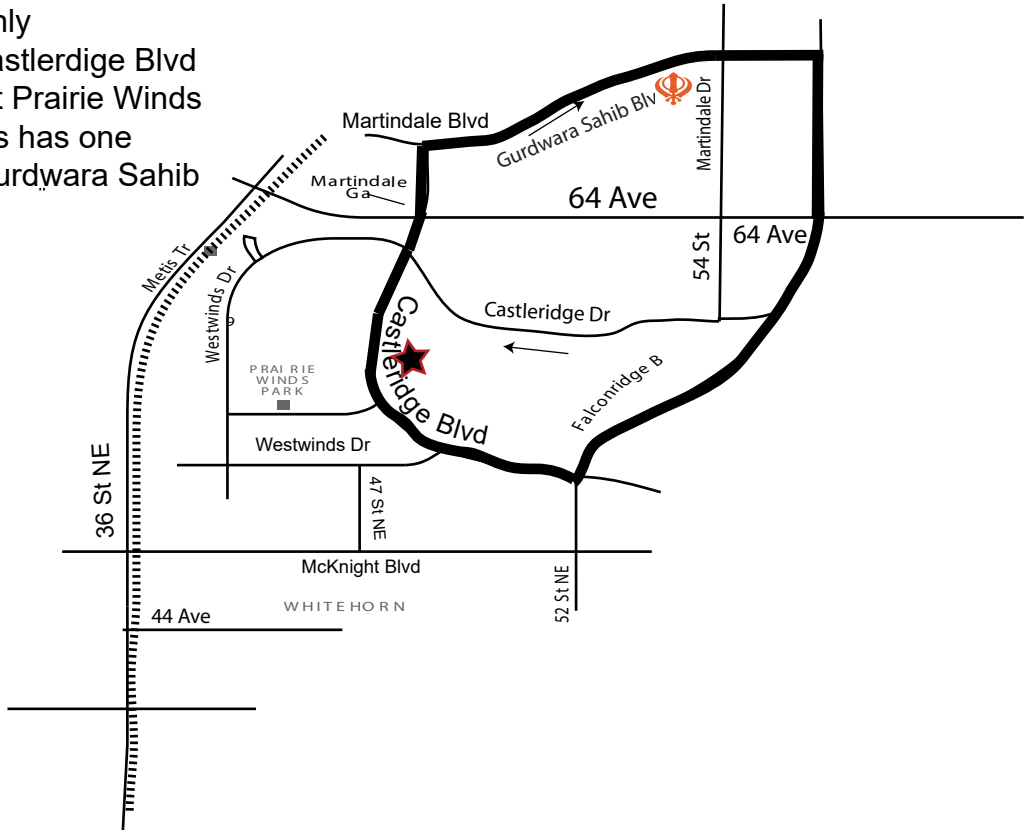 nly
astlerdige Blvd
t Prairie Winds
s has one
urdwara Sahib
Martindale Blvd
Gurdwara Sahib Blv
Martindale Dr
Martindale
Ga
64 Ave
64 Ave
54 St
Metis Tr
Westwinds Dr
9
Castleridge Dr
Castleridge Blvd
PRAIRIE
WINDS
PARK
Falconridge B
Westwinds Dr
36 St NE
47 St NE
McKnight Blvd
52 St NE
WHITEHORN
44 Ave